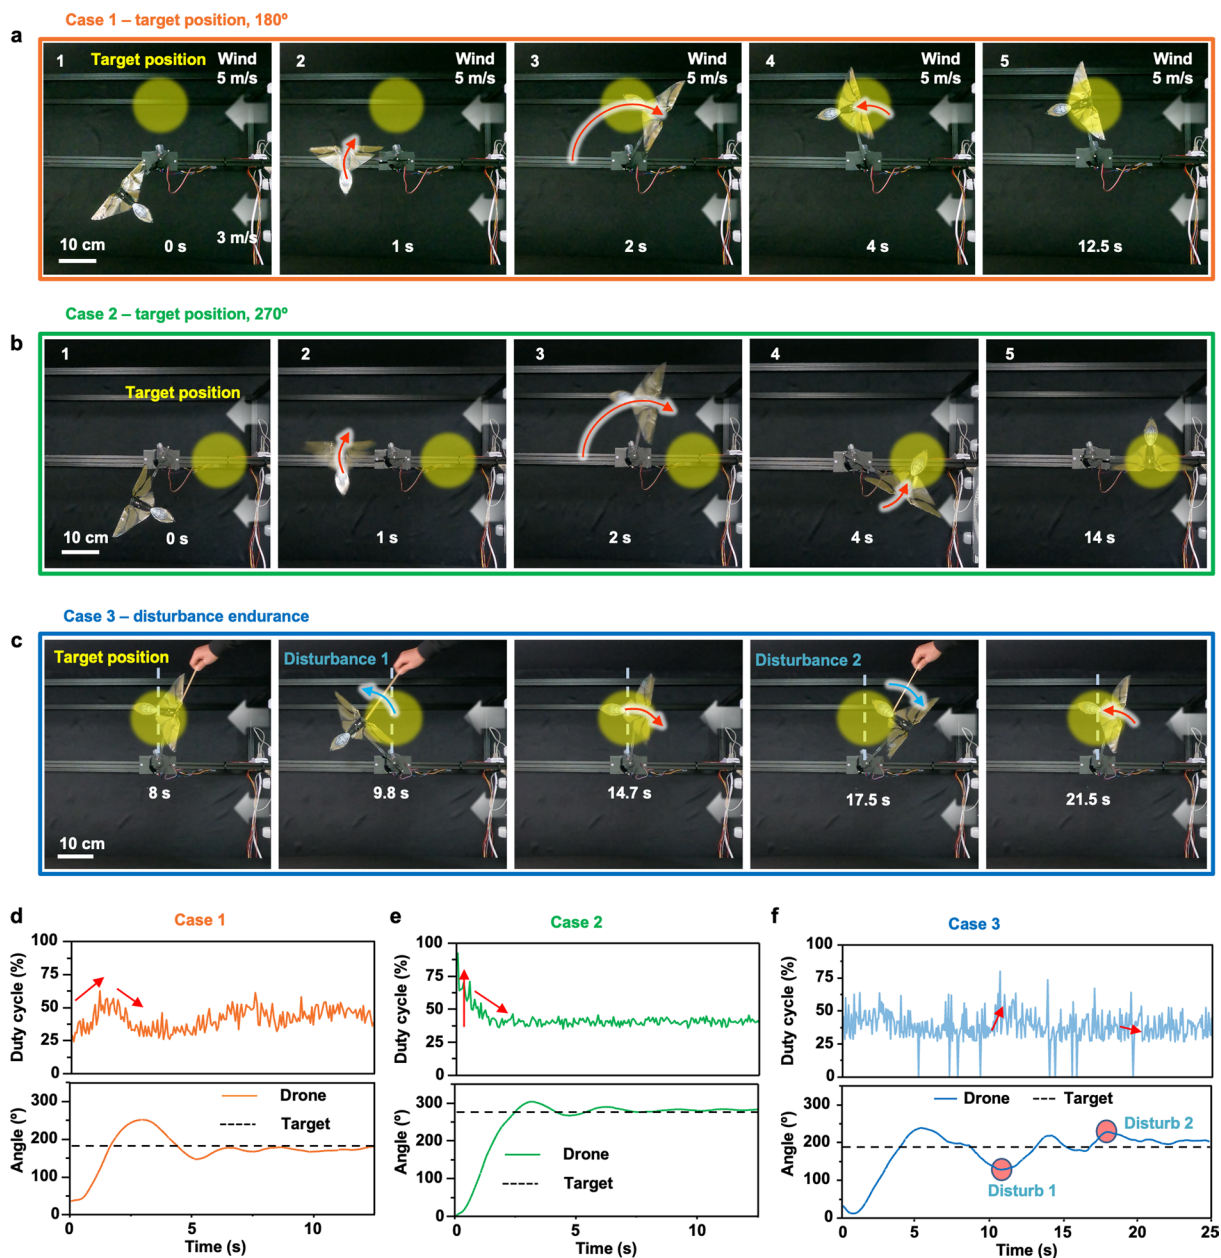 Case 1 – target position, 180º
a
1 Target position Wind 5 m/s
2 Wind 5 m/s
3 Wind 5 m/s
4 Wind 5 m/s
5 Wind 5 m/s
3 m/s
10 cm
0 s
1 s
2 s
4 s
12.5 s
Case 2 – target position, 270º
b
1
2
3
4
5
Target position
10 cm
0 s
1 s
2 s
4 s
14 s
Case 3 – disturbance endurance
c
Target position
Disturbance 1
Disturbance 2
8 s
9.8 s
14.7 s
17.5 s
21.5 s
10 cm
d
Case 1
Duty cycle (%)
100
75
50
25
0
Angle (º)
300
200
100
0
Drone
Target
0
5
10
Time (s)
e
Case 2
Duty cycle (%)
100
75
50
25
0
Angle (º)
300
200
100
0
Drone
Target
0
5
10
Time (s)
f
Case 3
Duty cycle (%)
100
75
50
25
0
Angle (º)
300
200
100
0
Drone
Target
Disturb 1
Disturb 2
0
5
10
15
20
25
Time (s)